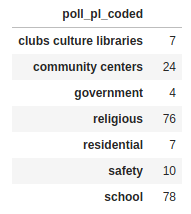 poll_pl_coded
clubs culture libraries 7
community centers 24
government 4
religious 76
residential 7
safety 10
school 78